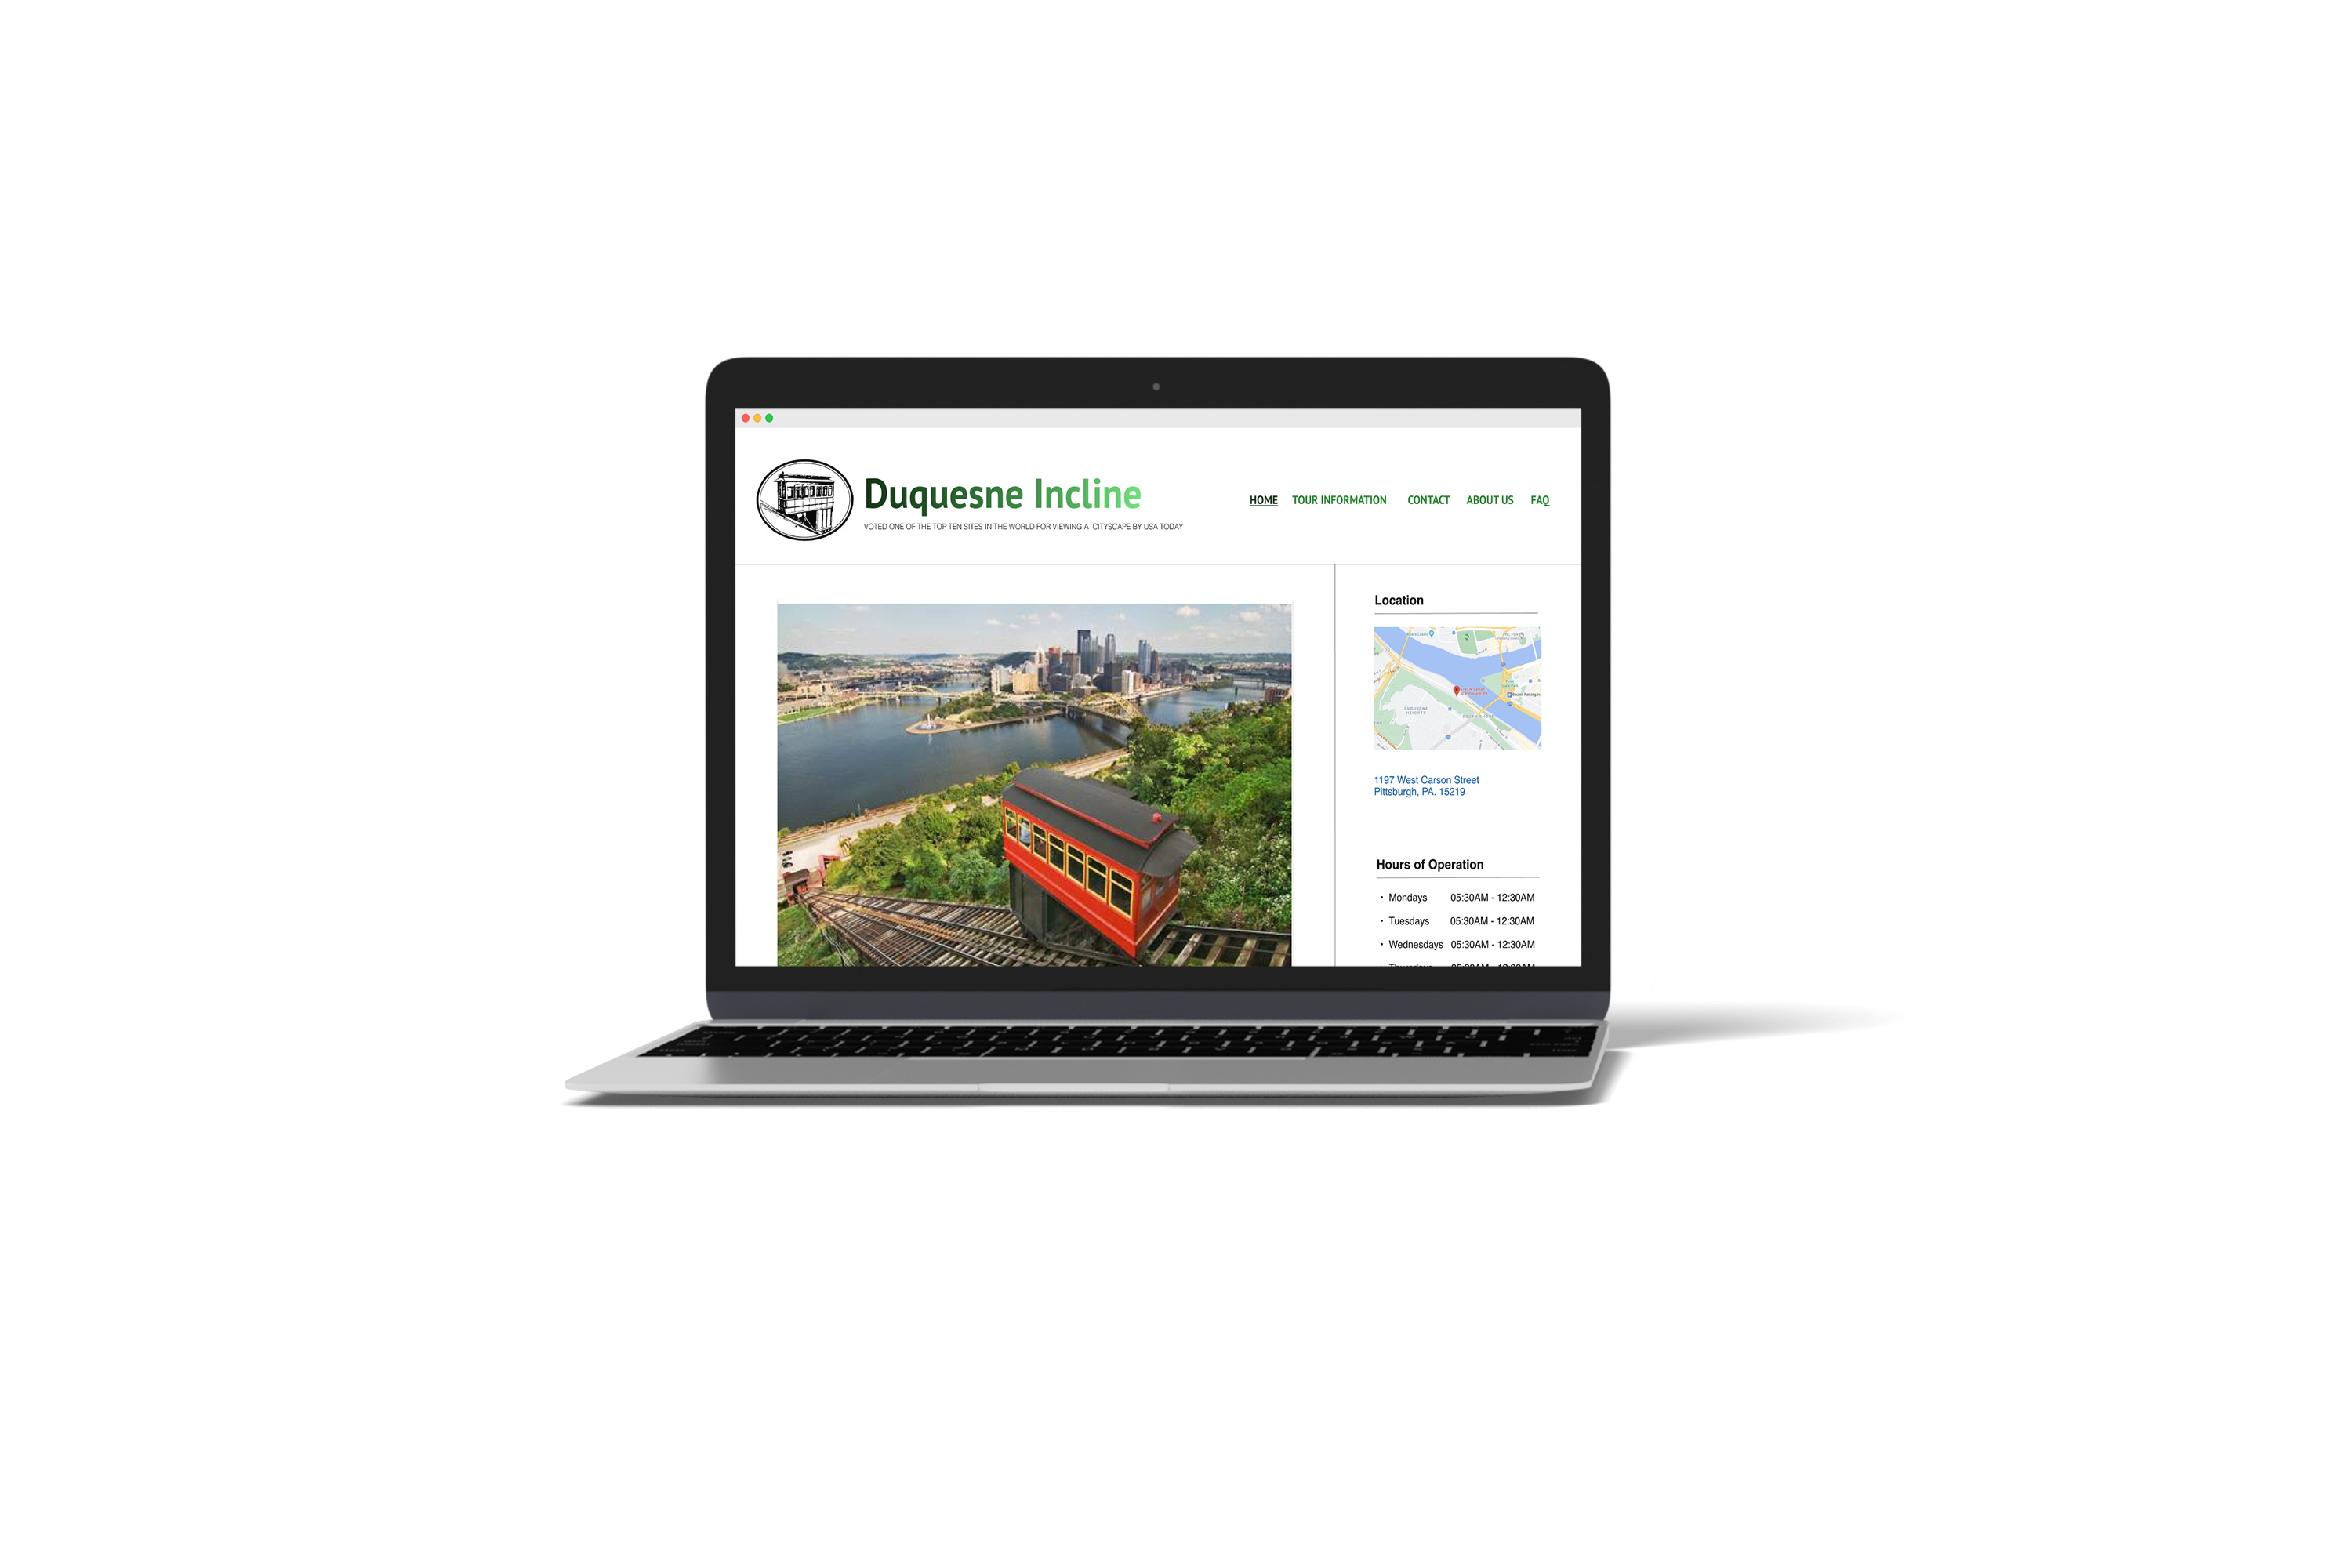 Duquesne Incline
VOTED ONE OF THE TOP TEN SITES IN THE WORLD FOR VIEWING A CITYSCAPE BY USA TODAY
HOME TOUR INFORMATION CONTACT ABOUT US FAQ
Location
1197 West Carson Street
Pittsburgh, PA. 15219
Hours of Operation
• Mondays 05:30AM - 12:30AM
• Tuesdays 05:30AM - 12:30AM
• Wednesdays 05:30AM - 12:30AM